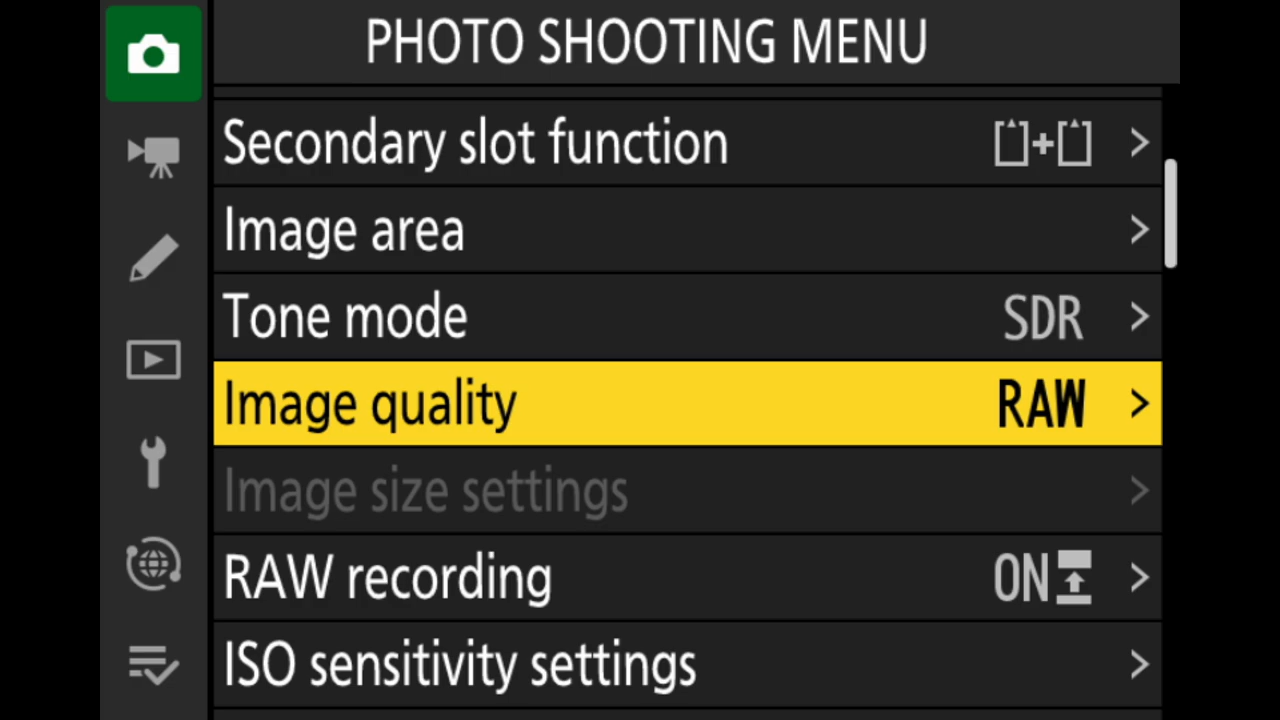 PHOTO SHOOTING MENU
Secondary slot function
Image area
Tone mode SDR
Image quality RAW
Image size settings
RAW recording ON
ISO sensitivity settings